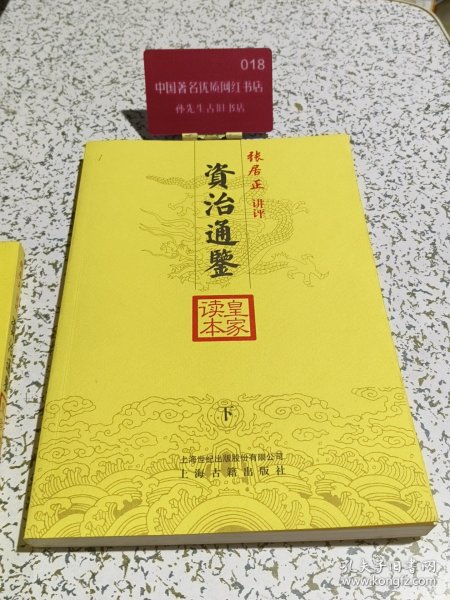 018
中国著名优质网红书店
孙先生古旧书店
张居正 讲评
資治通鑒
皇家
读本
下
上海世纪出版股份有限公司
上海古籍出版社
孔夫子旧书网
www.kongfz.com